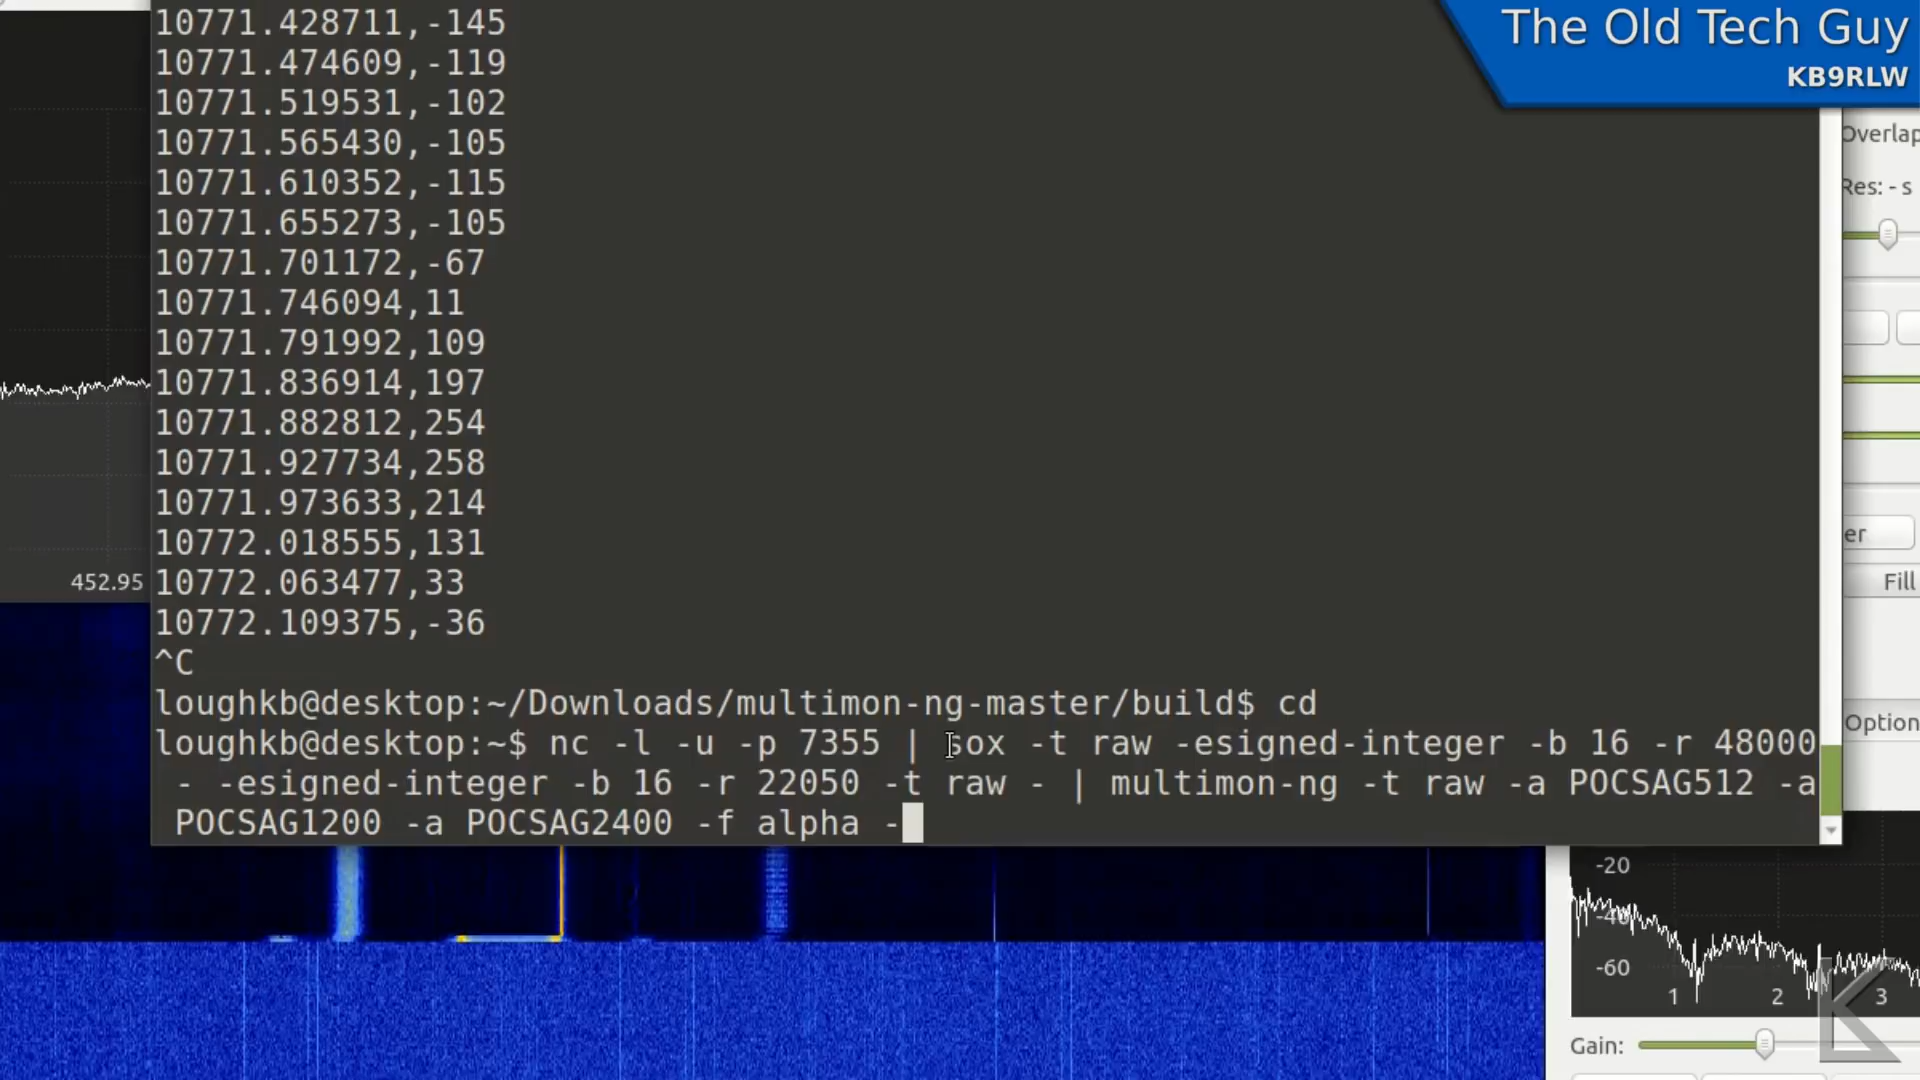 The Old Tech Guy
KB9RLW
10771.428711,-145
10771.474609,-119
10771.519531,-102
10771.565430,-105
10771.610352,-115
10771.655273,-105
10771.701172,-67
10771.746094,11
10771.791992,109
10771.836914,197
10771.882812,254
10771.927734,258
10771.973633,214
10772.018555,131
10772.063477,33
10772.109375,-36
^C
loughkb@desktop:~/Downloads/multimon-ng-master/build$ cd
loughkb@desktop:~$ nc -l -u -p 7355 | sox -t raw -esigned-integer -b 16 -r 48000
- -esigned-integer -b 16 -r 22050 -t raw - | multimon-ng -t raw -a POCSAG512 -a
POCSAG1200 -a POCSAG2400 -f alpha -
452.95
Overlap
Res: - s
er
Fill
Option
-20
-40
-60
1 2 3
Gain:
K